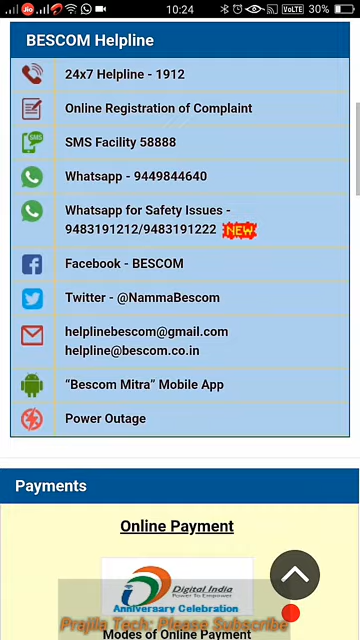 Jio
10:24
VoLTE
30%
BESCOM Helpline
24x7 Helpline - 1912
Online Registration of Complaint
SMS
SMS Facility 58888
Whatsapp - 9449844640
Whatsapp for Safety Issues -
9483191212/9483191222 NEW
Facebook - BESCOM
Twitter - @NammaBescom
helplinebescom@gmail.com
helpline@bescom.co.in
“Bescom Mitra” Mobile App
Power Outage
Payments
Online Payment
Digital India
Power To Empower
Anniversary Celebration
Prajila Tech: Please Subscribe
Modes of Online Payment